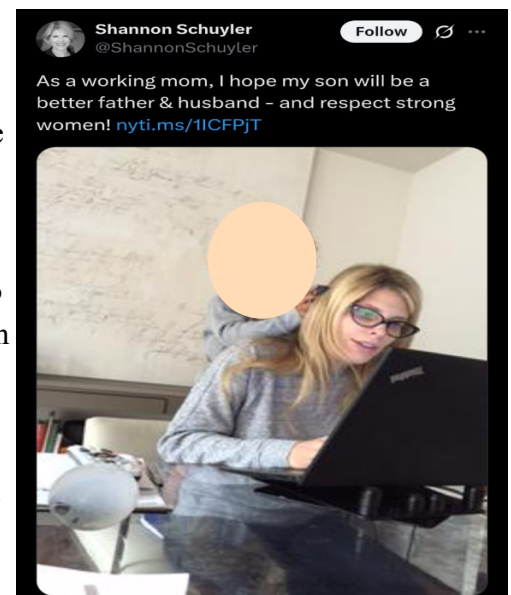 Shannon Schuyler
@ShannonSchuyler
Follow
As a working mom, I hope my son will be a
better father & husband – and respect strong
women! nyti.ms/1ICFPjT
ThinkPad